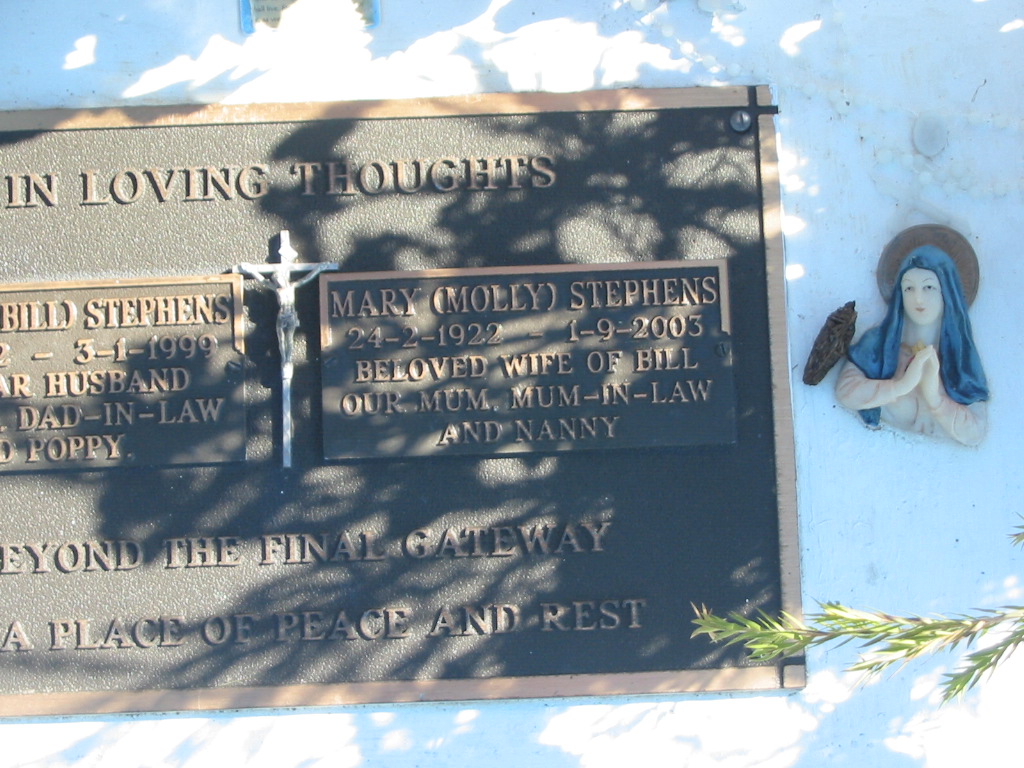 IN LOVING THOUGHTS
BILL) STEPHENS
2 – 3-1-1999
AR HUSBAND
DAD-IN-LAW
D POPPY.
MARY (MOLLY) STEPHENS
24-2-1922 – 1-9-2003
BELOVED WIFE OF BILL
OUR MUM, MUM-IN-LAW
AND NANNY
EYOND THE FINAL GATEWAY
A PLACE OF PEACE AND REST